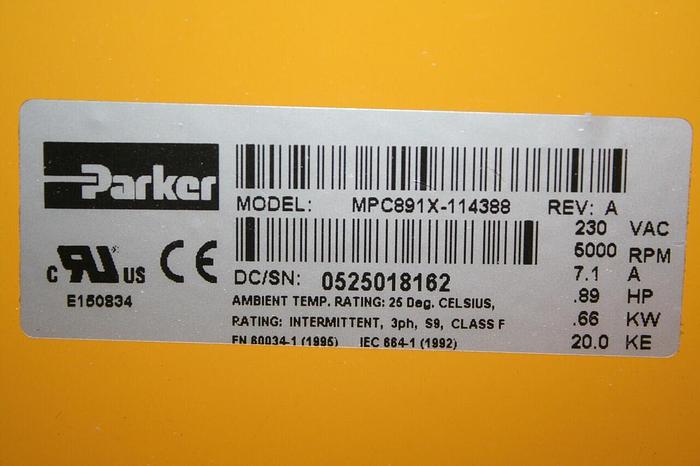 Parker
MODEL: MPC891X-114388 REV: A
230 VAC
5000 RPM
C RU US CE
DC/SN: 0525018162
7.1 A
E150834
AMBIENT TEMP. RATING: 25 Deg. CELSIUS,
.89 HP
RATING: INTERMITTENT, 3ph, S9, CLASS F
.66 KW
EN 60034-1 (1995) IEC 664-1 (1992)
20.0 KE